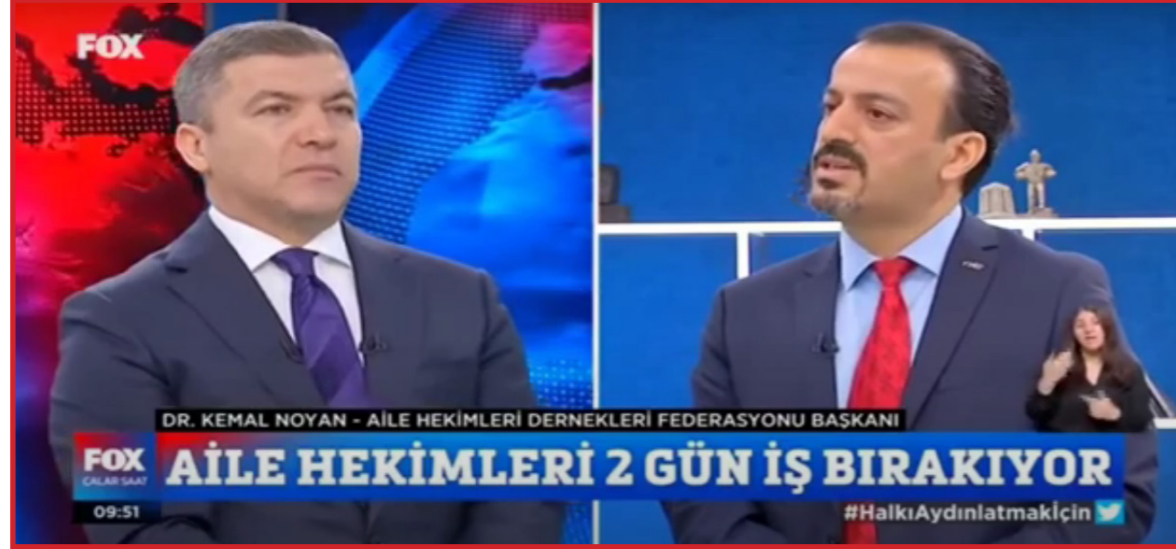 FOX
DR. KEMAL NOYAN - AİLE HEKİMLERİ DERNEKLERİ FEDERASYONU BAŞKANI
FOX
ÇALAR SAAT
AİLE HEKİMLERİ 2 GÜN İŞ BIRAKIYOR
09:51
#HalkıAydınlatmakİçin